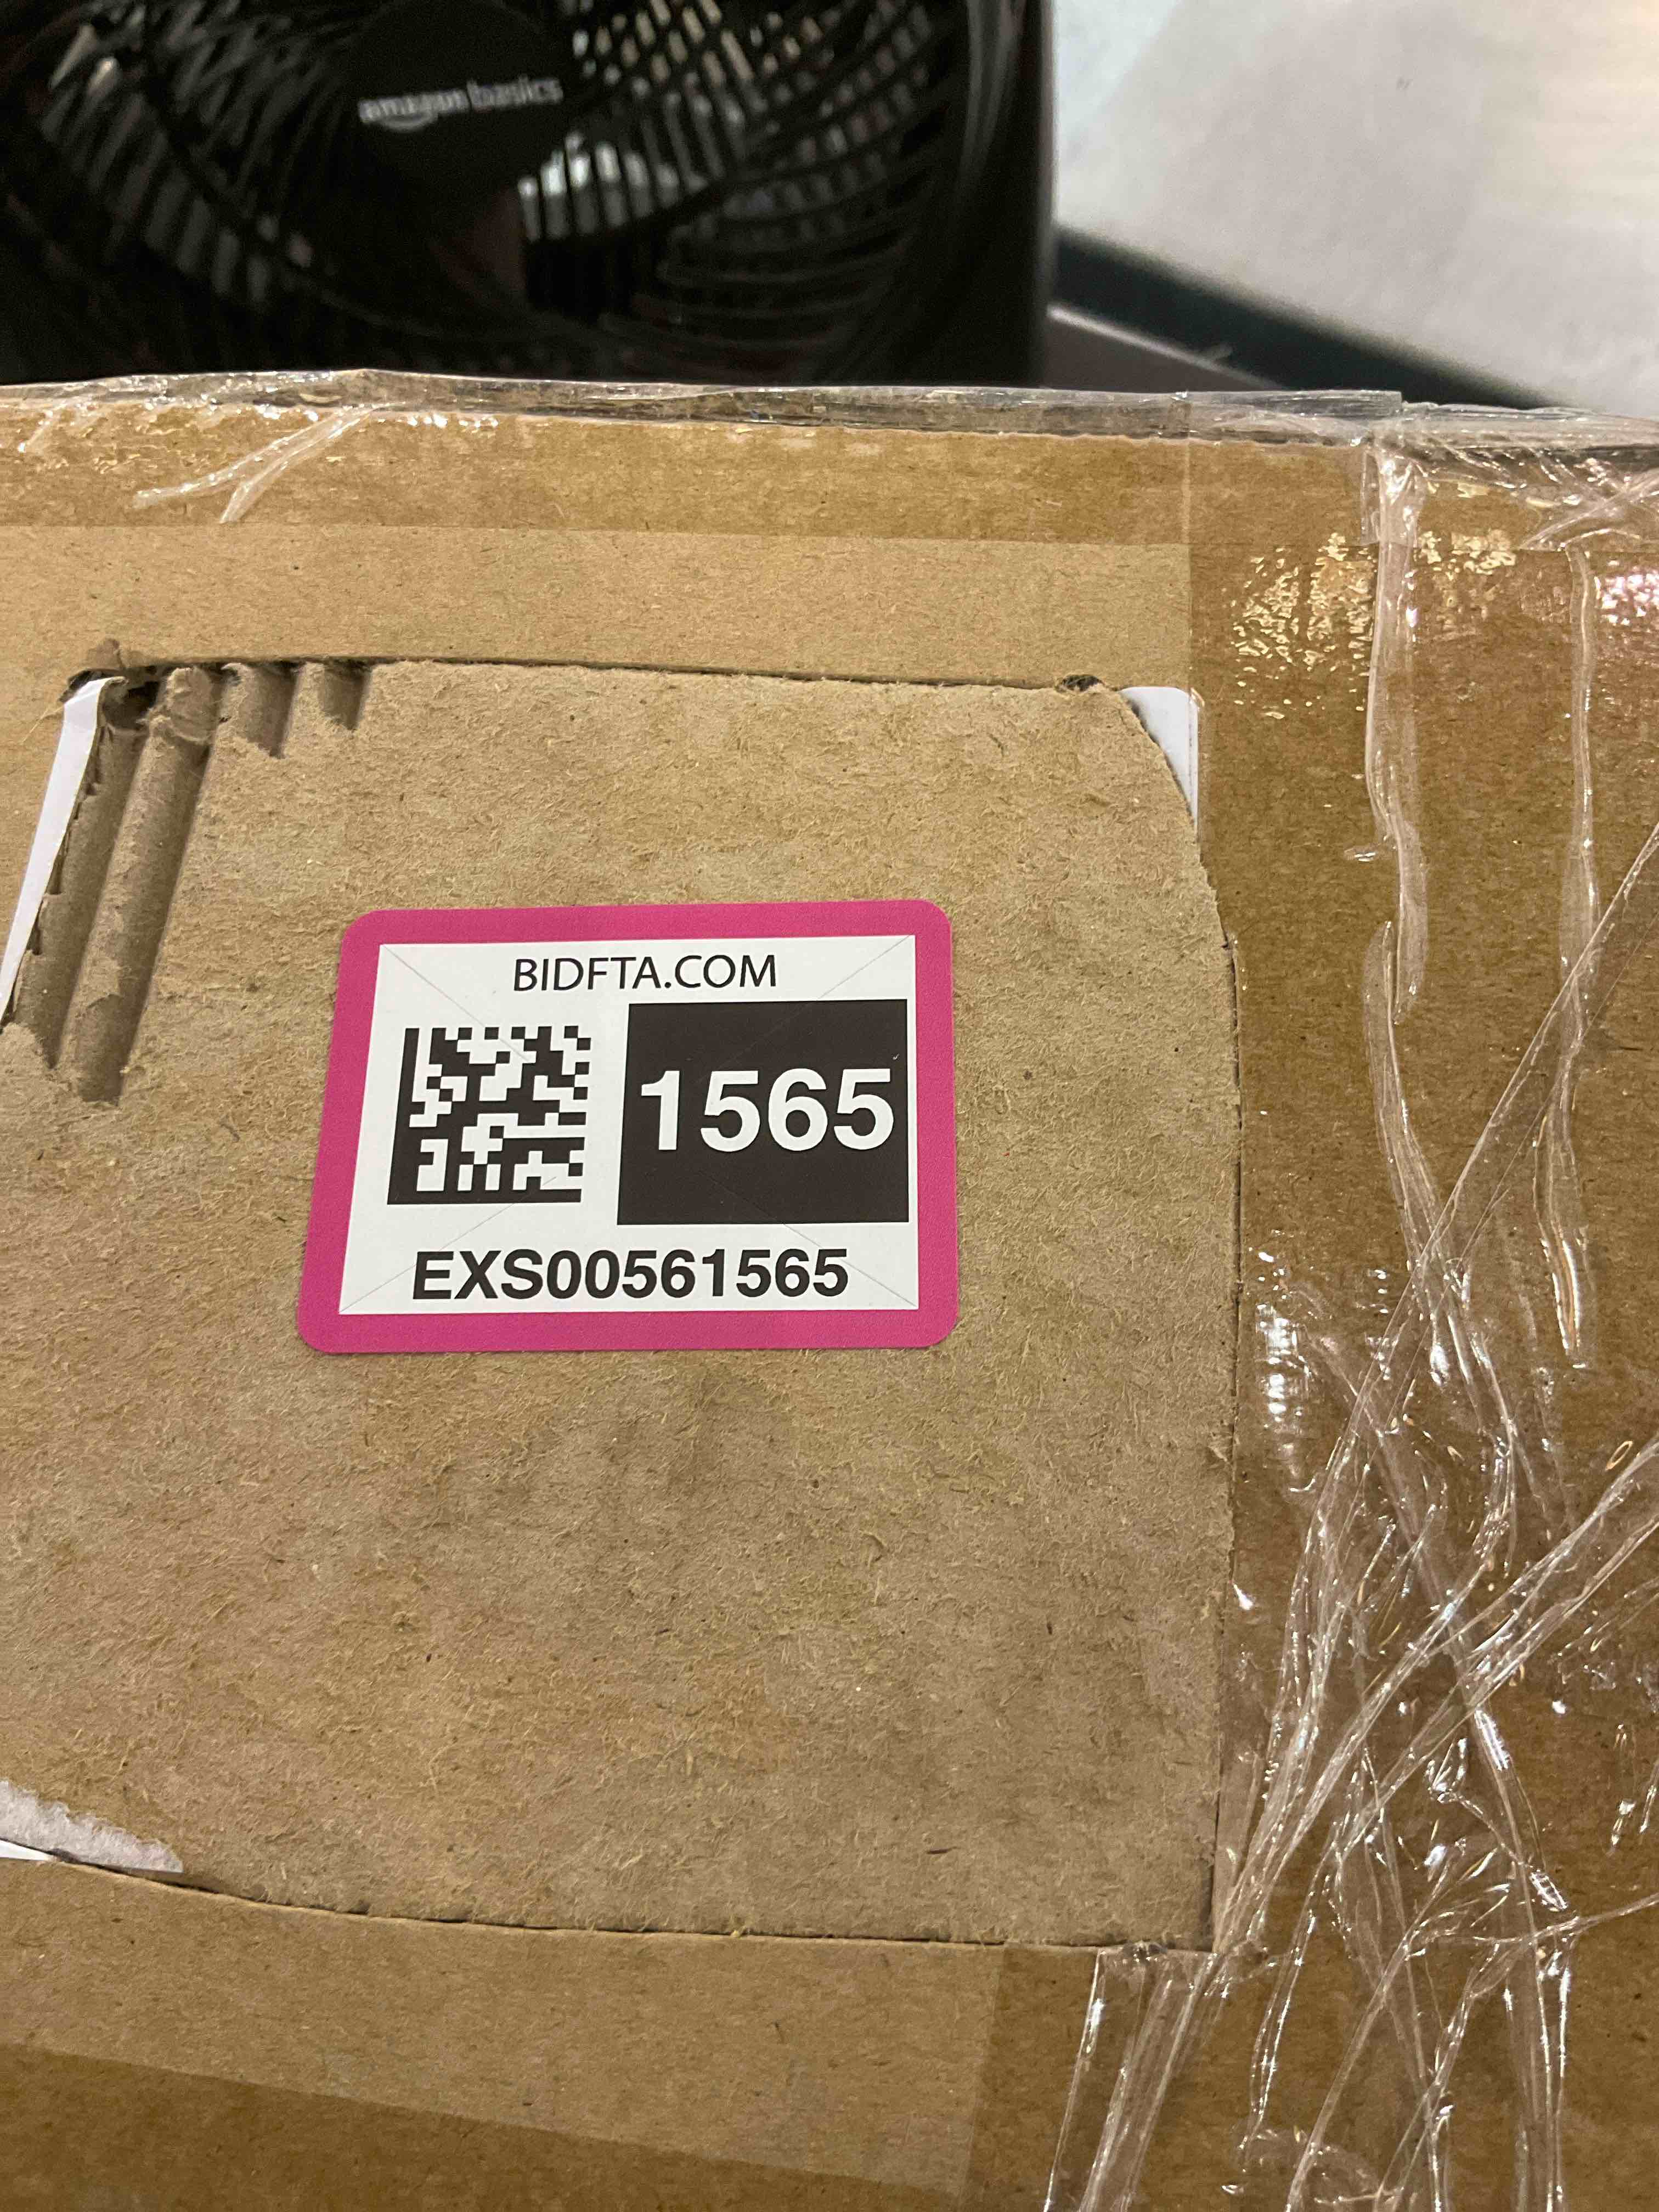 amazon basics
BIDFTA.COM
1565
EXS00561565